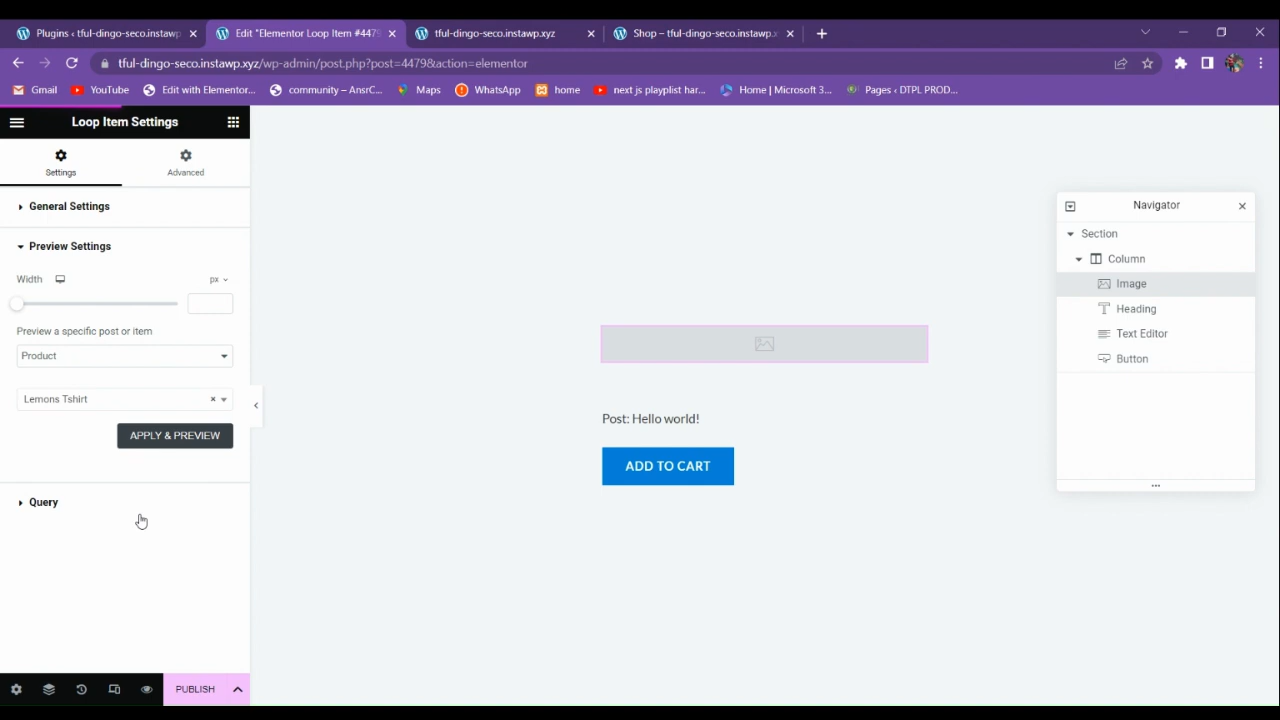 Plugins ‹ tful-dingo-seco.instawp
Edit "Elementor Loop Item #4479
tful-dingo-seco.instawp.xyz
Shop – tful-dingo-seco.instawp.x
tful-dingo-seco.instawp.xyz/wp-admin/post.php?post=4479&action=elementor
Gmail
YouTube
Edit with Elementor...
community – AnsrC...
Maps
WhatsApp
home
next js playplist har...
Home | Microsoft 3...
Pages ‹ DTPL PROD...
Loop Item Settings
Settings
Advanced
General Settings
Preview Settings
Width
px
Preview a specific post or item
Product
Lemons Tshirt
×
APPLY & PREVIEW
Query
PUBLISH
Post: Hello world!
ADD TO CART
Navigator
Section
Column
Image
Heading
Text Editor
Button